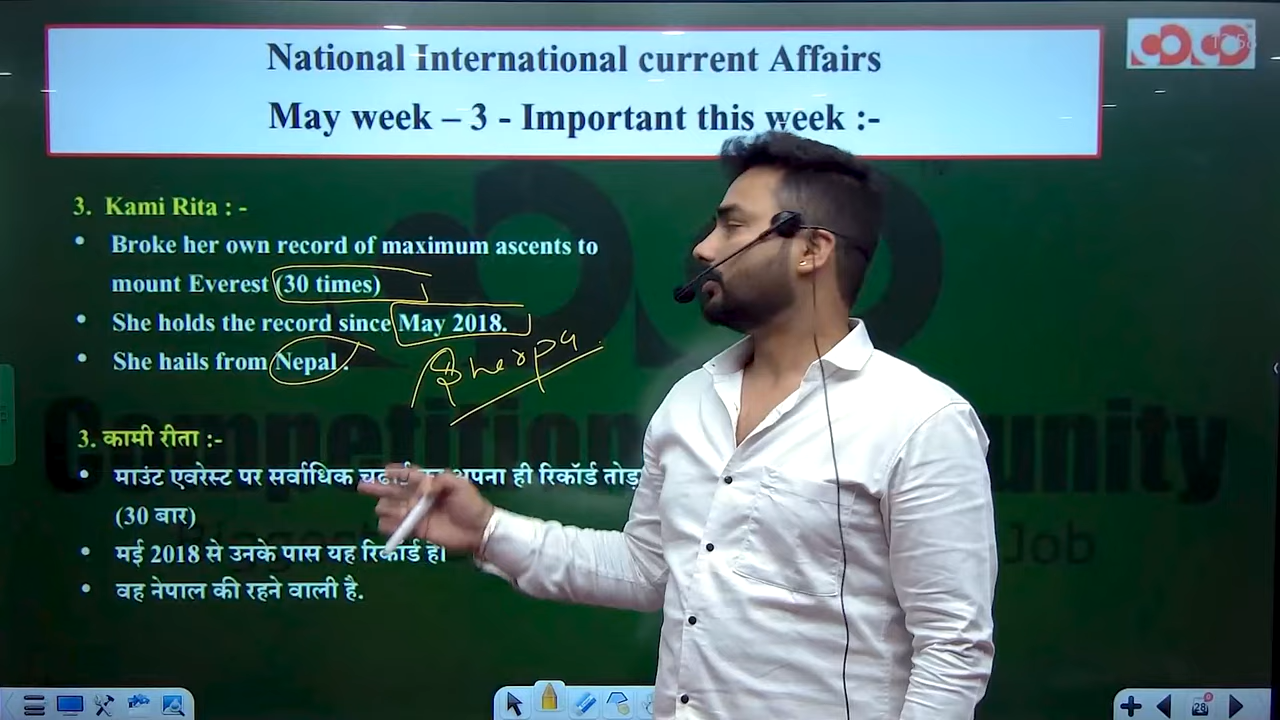 National International current Affairs
May week – 3 - Important this week :-
3. Kami Rita : -
• Broke her own record of maximum ascents to
mount Everest (30 times)
• She holds the record since May 2018.
• She hails from Nepal .
Sherpa
3. कामी रीता :-
• माउंट एवरेस्ट पर सर्वाधिक अपना ही रिकॉर्ड
(30 बार)
• मई 2018 से उनके पास यह रिकॉर्ड है।
• वह नेपाल की रहने वाली है.
Job
28